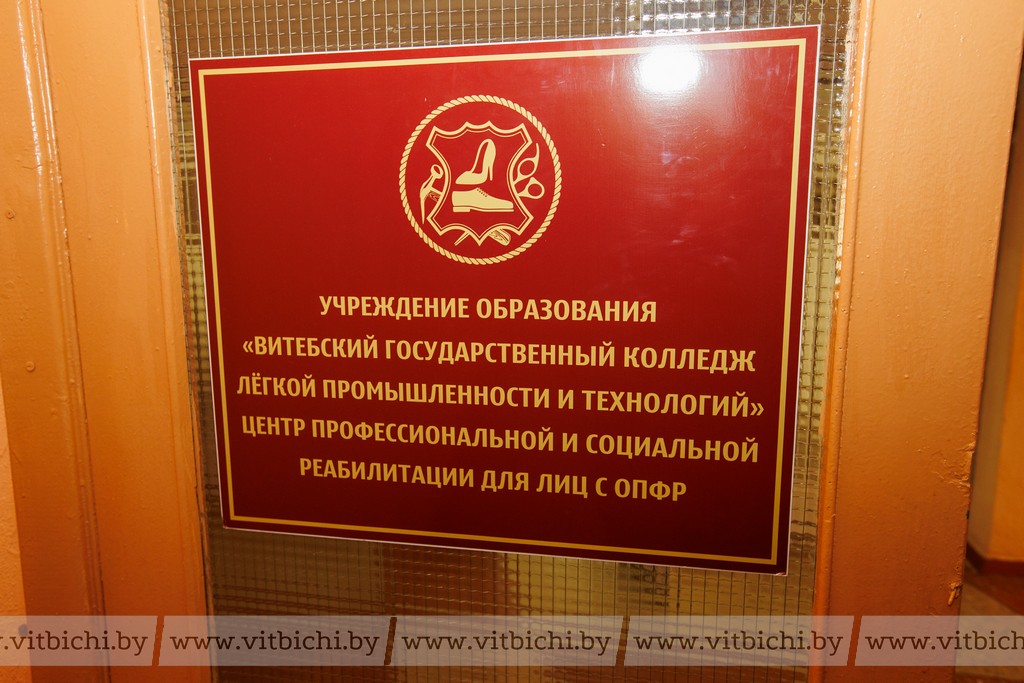 УЧРЕЖДЕНИЕ ОБРАЗОВАНИЯ
«ВИТЕБСКИЙ ГОСУДАРСТВЕННЫЙ КОЛЛЕДЖ
ЛЁГКОЙ ПРОМЫШЛЕННОСТИ И ТЕХНОЛОГИЙ»
ЦЕНТР ПРОФЕССИОНАЛЬНОЙ И СОЦИАЛЬНОЙ
РЕАБИЛИТАЦИИ ДЛЯ ЛИЦ С ОПФР
y.vitbichi.by / www.vitbichi.by / www.vitbichi.by / www.vitbichi.by / www.vitbich